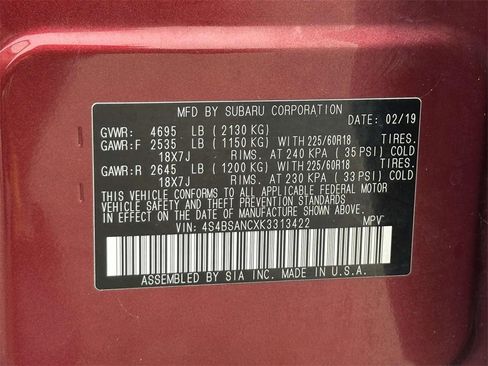 MFD BY SUBARU CORPORATION
DATE: 02/19
GVWR: 4695 LB ( 2130 KG)
GAWR:F 2535 LB ( 1150 KG) WITH 225/60R18 TIRES.
18X7J RIMS. AT 240 KPA ( 35 PSI) COLD
GAWR:R 2645 LB ( 1200 KG) WITH 225/60R18 TIRES.
18X7J RIMS. AT 230 KPA ( 33 PSI) COLD
THIS VEHICLE CONFORMS TO ALL APPLICABLE FEDERAL MOTOR
VEHICLE SAFETY AND THEFT PREVENTION STANDARDS IN EFFECT
ON THE DATE OF MANUFACTURE SHOWN ABOVE.
VIN: 4S4BSANCXK3313422 MPV
ASSEMBLED BY SIA INC. MADE IN U.S.A.